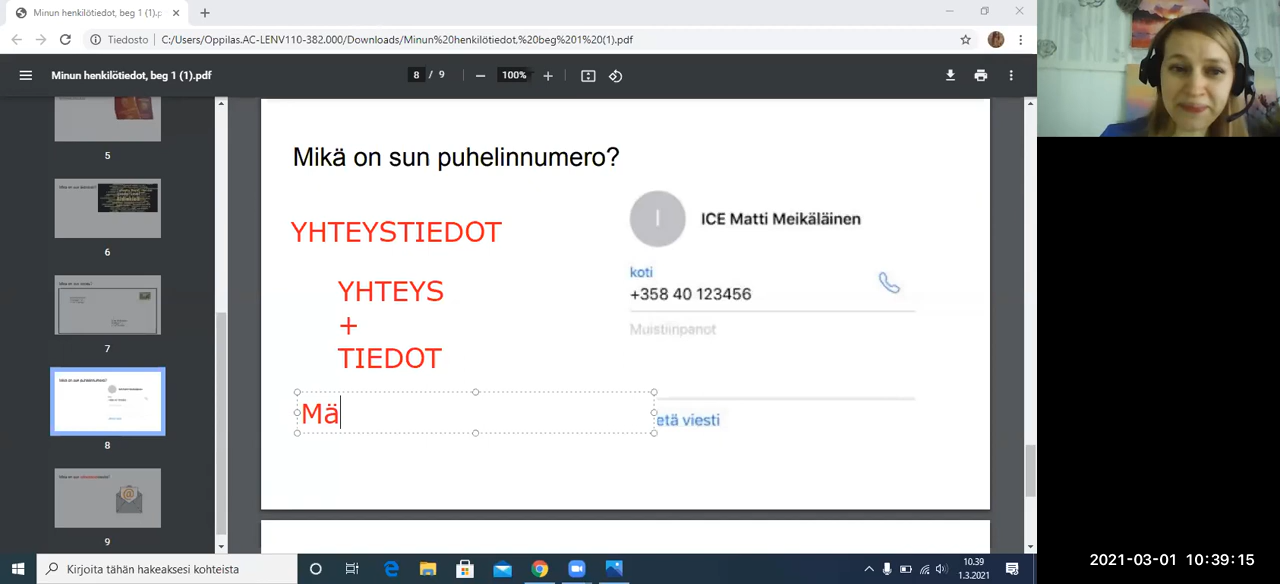 Minun henkilötiedot, beg 1 (1).p
Tiedosto
C:/Users/Oppilas.AC-LENV110-382.000/Downloads/Minun%20henkilötiedot,%20beg%201%20(1).pdf
Minun henkilötiedot, beg 1 (1).pdf
8 / 9
100%
5
6
7
8
9
Mikä on sun puhelinnumero?
YHTEYSTIEDOT
YHTEYS
+
TIEDOT
Mä
I
ICE Matti Meikäläinen
koti
+358 40 123456
Muistiinpanot
etä viesti
Kirjoita tähän hakeaksesi kohteista
10.39
1.3.2021
2021-03-01 10:39:15